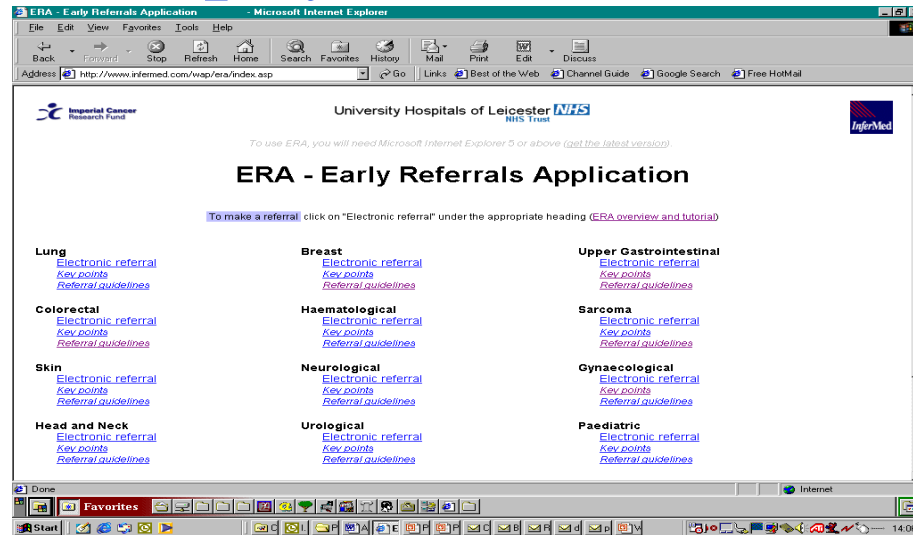 ERA - Early Referrals Application - Microsoft Internet Explorer
File Edit View Favorites Tools Help
Back Forward Stop Refresh Home Search Favorites History Mail Print Edit Discuss
Address http://www.infermed.com/wap/era/index.asp Go Links Best of the Web Channel Guide Google Search Free HotMail
Imperial Cancer
Research Fund
University Hospitals of Leicester NHS
NHS Trust
InferMed
To use ERA, you will need Microsoft Internet Explorer 5 or above (get the latest version).
ERA - Early Referrals Application
To make a referral click on "Electronic referral" under the appropriate heading (ERA overview and tutorial)
Lung Breast Upper Gastrointestinal
Electronic referral Electronic referral Electronic referral
Key points Key points Key points
Referral guidelines Referral guidelines Referral guidelines
Colorectal Haematological Sarcoma
Electronic referral Electronic referral Electronic referral
Key points Key points Key points
Referral guidelines Referral guidelines Referral guidelines
Skin Neurological Gynaecological
Electronic referral Electronic referral Electronic referral
Key points Key points Key points
Referral guidelines Referral guidelines Referral guidelines
Head and Neck Urological Paediatric
Electronic referral Electronic referral Electronic referral
Key points Key points Key points
Referral guidelines Referral guidelines Referral guidelines
Done Internet
Favorites
Start C I P A E P P C B R d p V